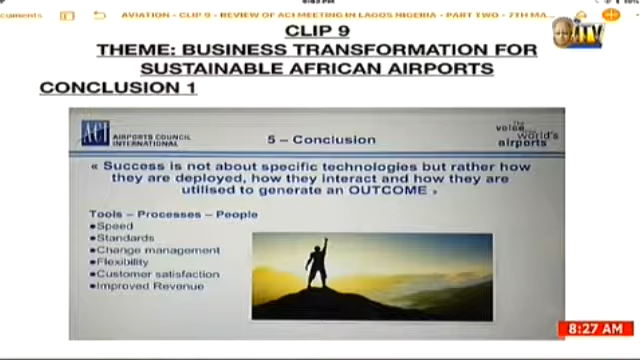 AVIATION - CLIP 9 - REVIEW OF ACI MEETING IN LAGOS NIGERIA - PART TWO - 7TH MA...
CLIP 9
THEME: BUSINESS TRANSFORMATION FOR
SUSTAINABLE AFRICAN AIRPORTS
CONCLUSION 1
ACI AIRPORTS COUNCIL
INTERNATIONAL
5 – Conclusion
The
voice
world's
airports
« Success is not about specific technologies but rather how
they are deployed, how they interact and how they are
utilised to generate an OUTCOME »
Tools – Processes – People
•Speed
•Standards
•Change management
•Flexibility
•Customer satisfaction
•Improved Revenue
ITV
8:27 AM